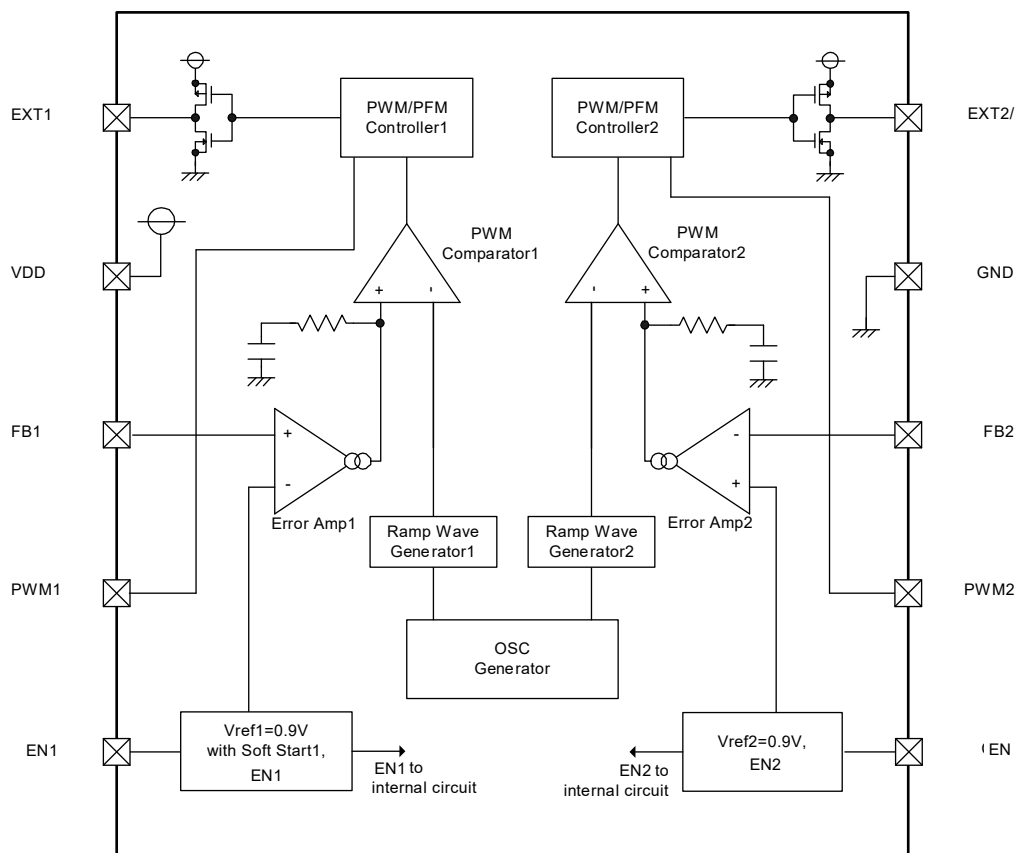 EXT1
PWM/PFM
Controller1
PWM/PFM
Controller2
EXT2/
VDD
PWM
Comparator1
PWM
Comparator2
GND
+
-
-
+
FB1
+
-
Error Amp1
-
+
Error Amp2
FB2
Ramp Wave
Generator1
Ramp Wave
Generator2
PWM1
PWM2
OSC
Generator
EN1
Vref1=0.9V
with Soft Start1,
EN1
EN1 to
internal circuit
EN2 to
internal circuit
Vref2=0.9V,
EN2
EN